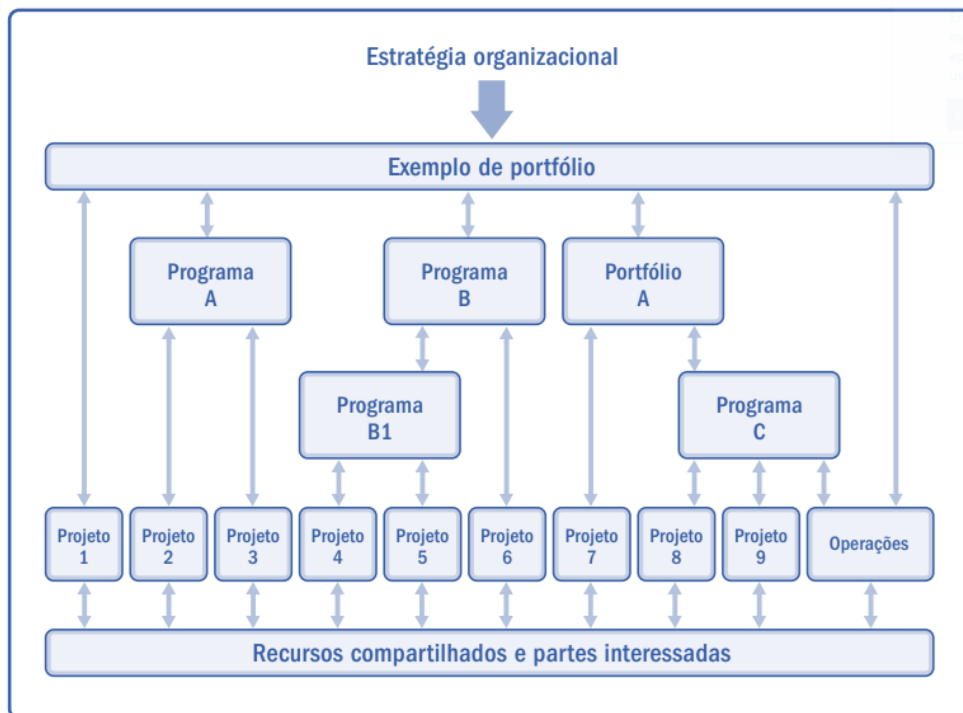 Estratégia organizacional
Exemplo de portfólio
Programa
A
Programa
B
Portfólio
A
Programa
B1
Programa
C
Projeto
1
Projeto
2
Projeto
3
Projeto
4
Projeto
5
Projeto
6
Projeto
7
Projeto
8
Projeto
9
Operações
Recursos compartilhados e partes interessadas